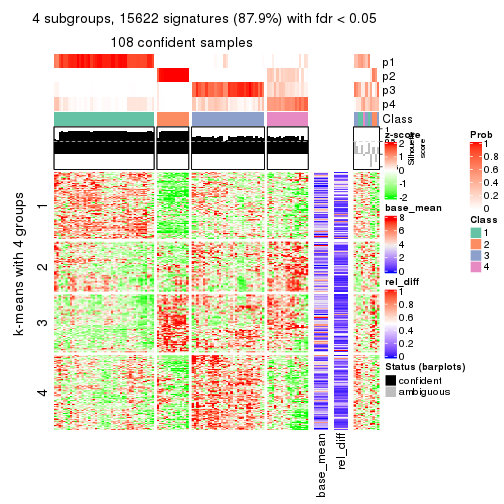 4 subgroups, 15622 signatures (87.9%) with fdr < 0.05
108 confident samples
p1
p2
p3
p4
Class
1
Silhouette
score
k-means with 4 groups
1
2
3
4
base_mean
rel_diff
z-score
2
0
-2
base_mean
8
6
4
2
0
rel_diff
1
0.8
0.6
0.4
0.2
0
Status (barplots)
confident
ambiguous
Prob
1
0.8
0.6
0.4
0.2
0
Class
1
2
3
4